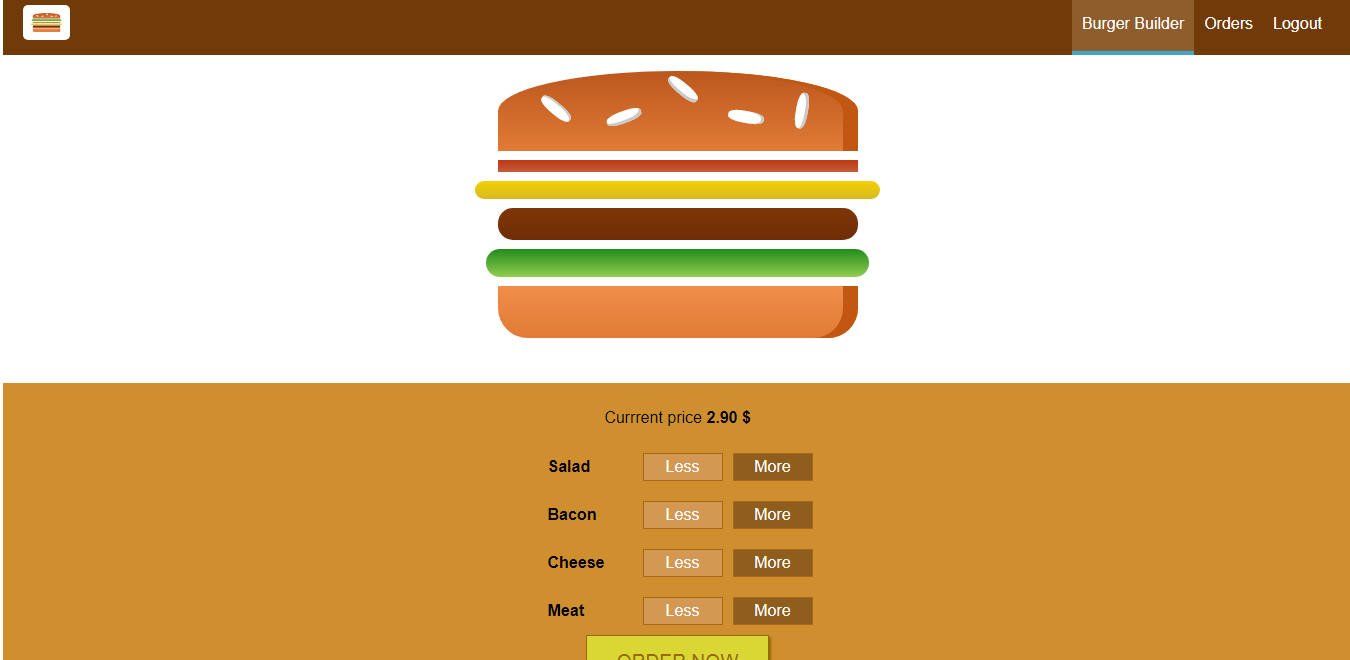 Burger Builder Orders Logout
Currrent price 2.90 $
Salad Less More
Bacon Less More
Cheese Less More
Meat Less More
ORDER NOW